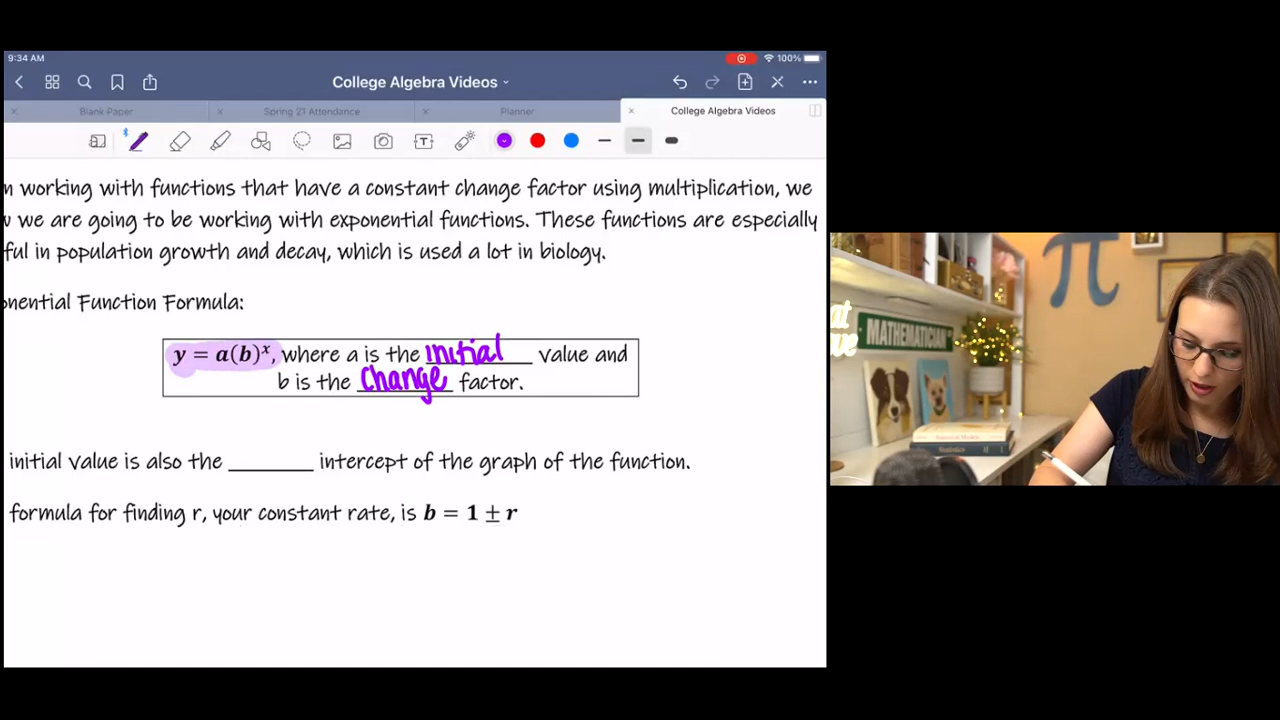 9:34 AM
100%
College Algebra Videos
Blank Paper
Spring 21 Attendance
Planner
College Algebra Videos
n working with functions that have a constant change factor using multiplication, we
w we are going to be working with exponential functions. These functions are especially
ful in population growth and decay, which is used a lot in biology.
onential Function Formula:
y = a(b)^x, where a is the initial value and
b is the change factor.
initial value is also the ________ intercept of the graph of the function.
formula for finding r, your constant rate, is b = 1 ± r
at
MATHEMATICIAN
π
Statistics